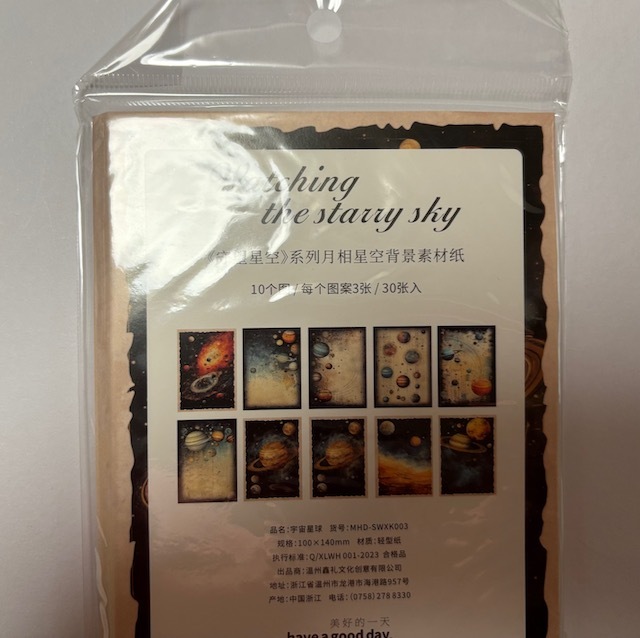 the starry sky
星空》系列月相星空背景素材纸
10个图 / 每个图案3张 / 30张入
品名:宇宙星球 货号:MHD-SWXK003
规格:100×140mm 材质:轻型纸
执行标准:Q/XLWH 001-2023 合格品
出品商:温州鑫礼文化创意有限公司
地址:浙江省温州市龙港市海港路957号
产地:中国浙江 电话:(0758)278 8330
美好的一天
have a good day